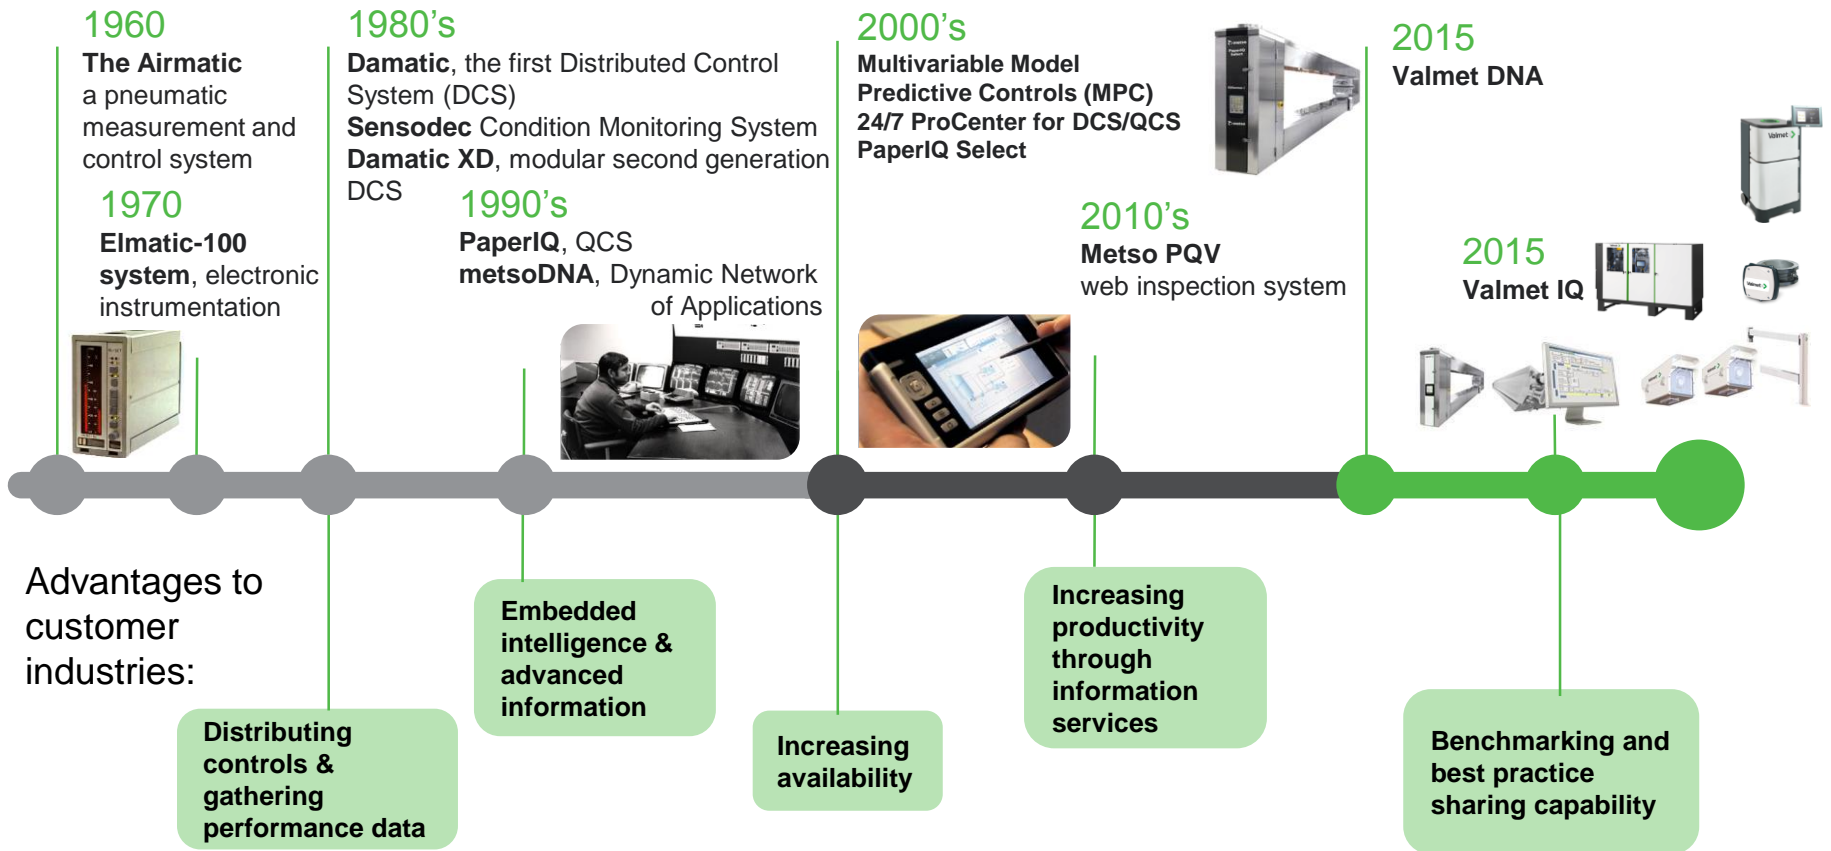 1960
The Airmatic
a pneumatic
measurement and
control system
1970
Elmatic-100
system, electronic
instrumentation
1980's
Damatic, the first Distributed Control
System (DCS)
Sensodec Condition Monitoring System
Damatic XD, modular second generation
DCS
1990's
PaperIQ, QCS
metsoDNA, Dynamic Network
of Applications
2000's
Multivariable Model
Predictive Controls (MPC)
24/7 ProCenter for DCS/QCS
PaperIQ Select
2010's
Metso PQV
web inspection system
2015
Valmet DNA
2015
Valmet IQ
Valmet
Valmet
Advantages to
customer
industries:
Distributing
controls &
gathering
performance data
Embedded
intelligence &
advanced
information
Increasing
availability
Increasing
productivity
through
information
services
Benchmarking and
best practice
sharing capability